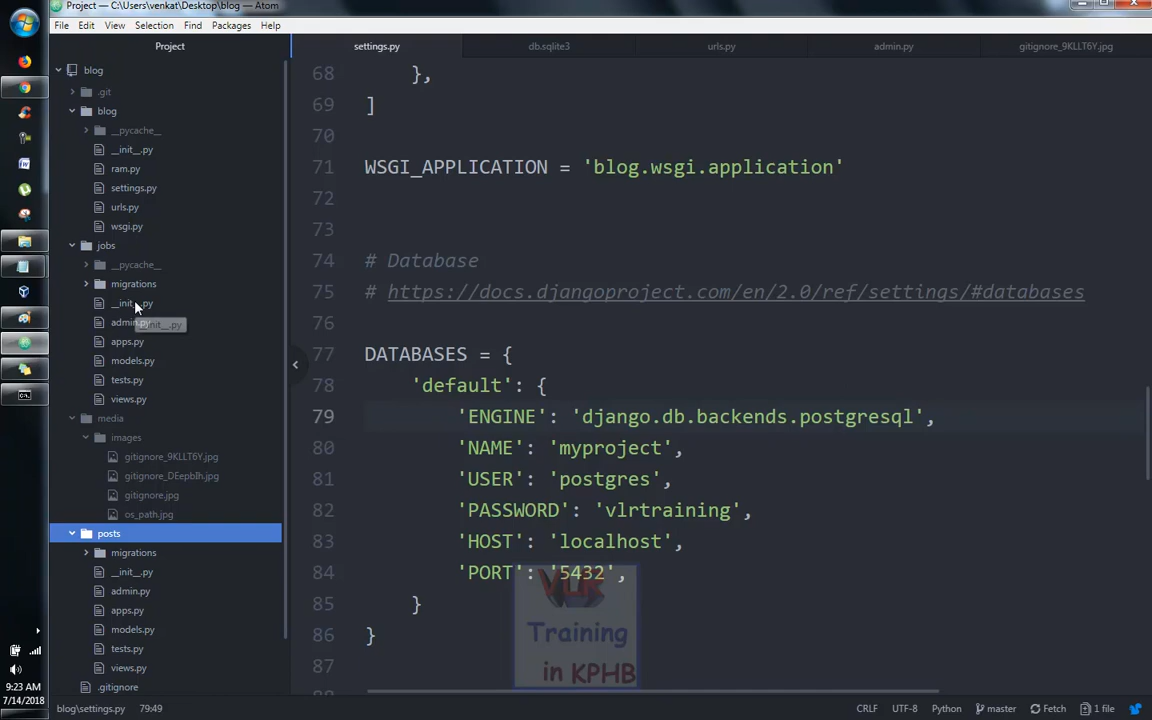 Project — C:\Users\venkat\Desktop\blog — Atom
File Edit View Selection Find Packages Help
Project
blog
.git
blog
__pycache__
__init__.py
ram.py
settings.py
urls.py
wsgi.py
jobs
__pycache__
migrations
__init__.py
admin.py
__init__.py
apps.py
models.py
tests.py
views.py
media
images
gitignore_9KLLT6Y.jpg
gitignore_DEepbIh.jpg
gitignore.jpg
os_path.jpg
posts
migrations
__init__.py
admin.py
apps.py
models.py
tests.py
views.py
.gitignore
settings.py db.sqlite3 urls.py admin.py gitignore_9KLLT6Y.jpg
68 },
69 ]
70
71 WSGI_APPLICATION = 'blog.wsgi.application'
72
73
74 # Database
75 # https://docs.djangoproject.com/en/2.0/ref/settings/#databases
76
77 DATABASES = {
78 'default': {
79 'ENGINE': 'django.db.backends.postgresql',
80 'NAME': 'myproject',
81 'USER': 'postgres',
82 'PASSWORD': 'vlrtraining',
83 'HOST': 'localhost',
84 'PORT': '5432',
85 }
86 }
87
VLR
Training
in KPHB
blog\settings.py 79:49 CRLF UTF-8 Python master Fetch 1 file
9:23 AM
7/14/2018